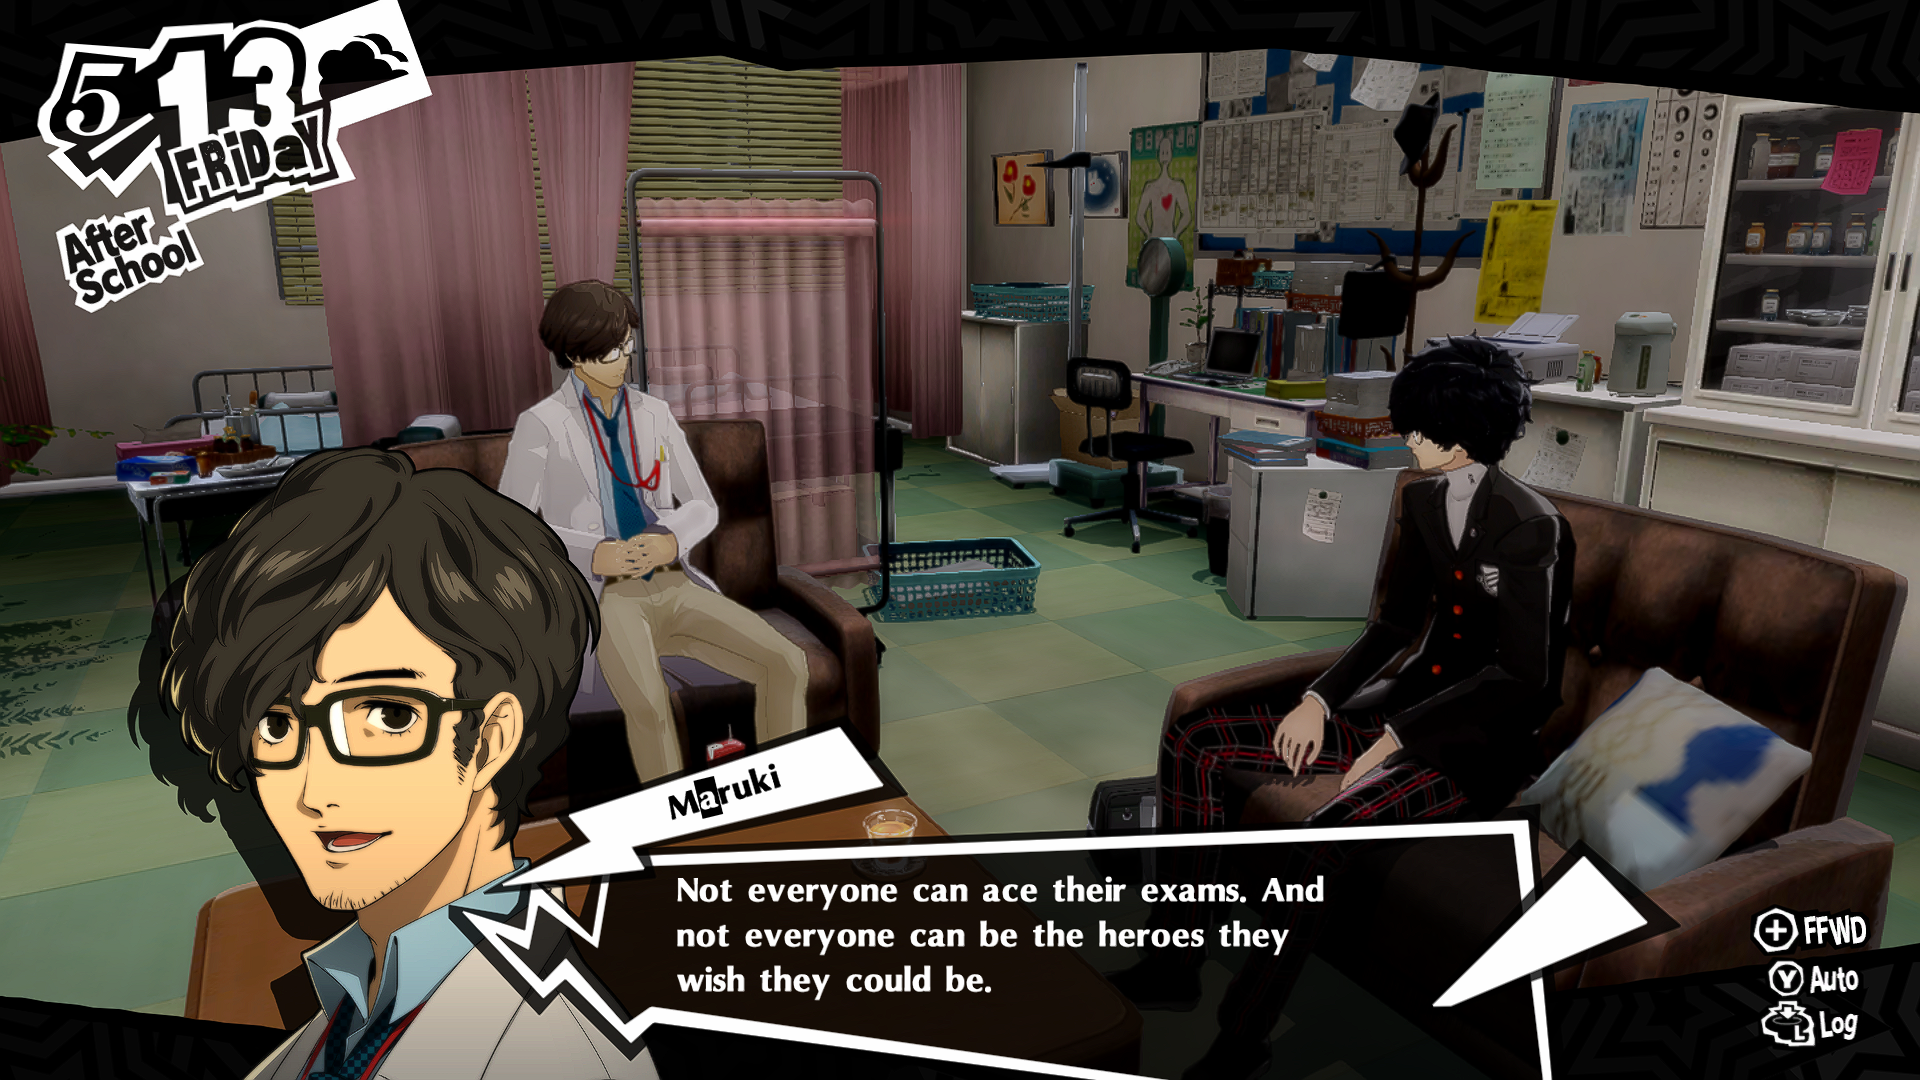 5/13
FRiDaY
After
School
Maruki
Not everyone can ace their exams. And
not everyone can be the heroes they
wish they could be.
FFWD
Y Auto
L Log